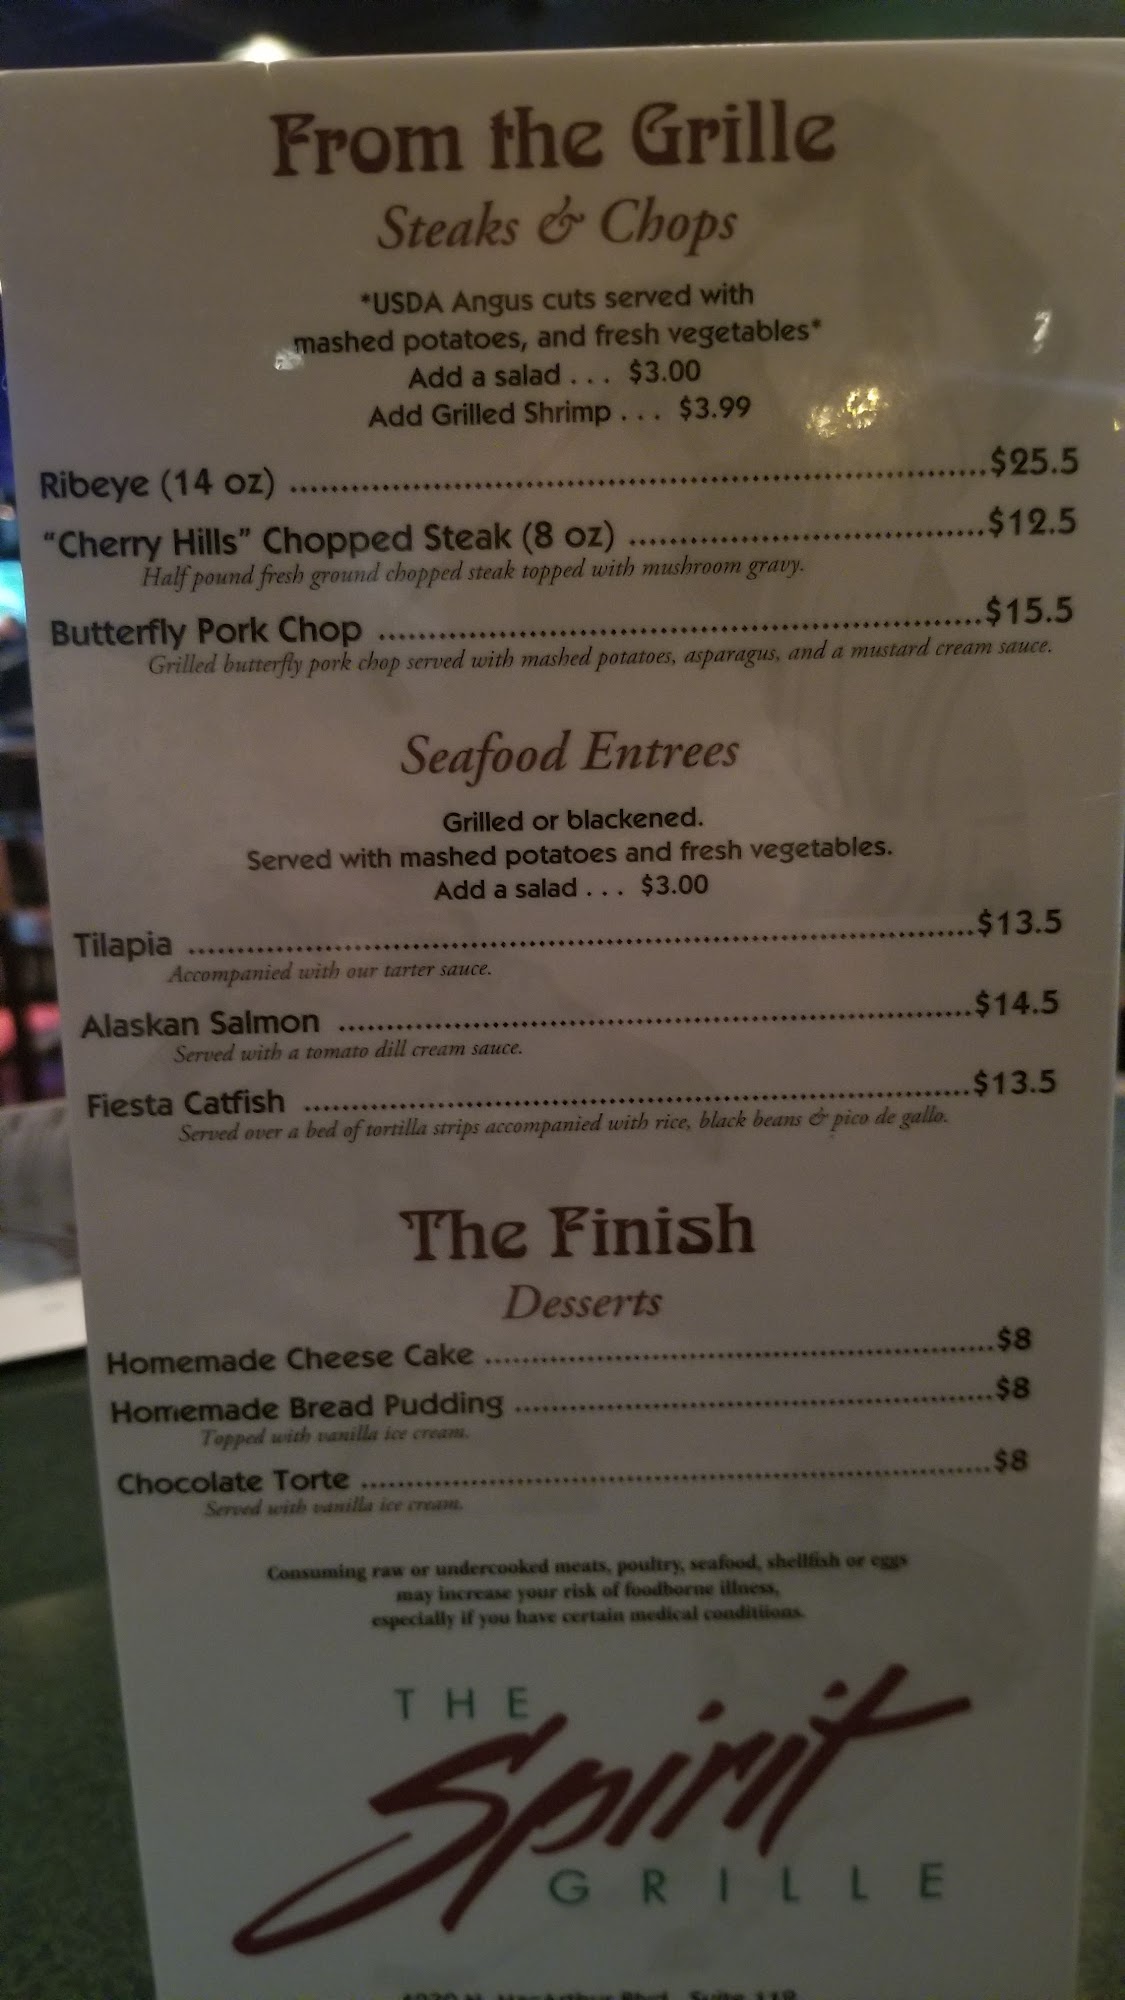 From the Grille
Steaks & Chops
*USDA Angus cuts served with
mashed potatoes, and fresh vegetables*
Add a salad . . . $3.00
Add Grilled Shrimp . . . $3.99
Ribeye (14 oz) ........ $25.5
“Cherry Hills” Chopped Steak (8 oz) ........ $12.5
Half pound fresh ground chopped steak topped with mushroom gravy.
Butterfly Pork Chop ........ $15.5
Grilled butterfly pork chop served with mashed potatoes, asparagus, and a mustard cream sauce.
Seafood Entrees
Grilled or blackened.
Served with mashed potatoes and fresh vegetables.
Add a salad . . . $3.00
Tilapia ........ $13.5
Accompanied with our tarter sauce.
Alaskan Salmon ........ $14.5
Served with a tomato dill cream sauce.
Fiesta Catfish ........ $13.5
Served over a bed of tortilla strips accompanied with rice, black beans & pico de gallo.
The Finish
Desserts
Homemade Cheese Cake ........ $8
Homemade Bread Pudding ........ $8
Topped with vanilla ice cream.
Chocolate Torte ........ $8
Served with vanilla ice cream.
Consuming raw or undercooked meats, poultry, seafood, shellfish or eggs
may increase your risk of foodborne illness,
especially if you have certain medical conditiions.
THE
Spirit
GRILLE
N. MacArthur Blvd., Suite